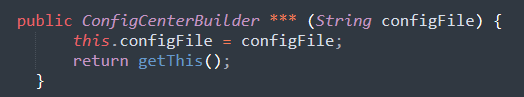 public ConfigCenterBuilder *** (String configFile) {
this.configFile = configFile;
return getThis();
}